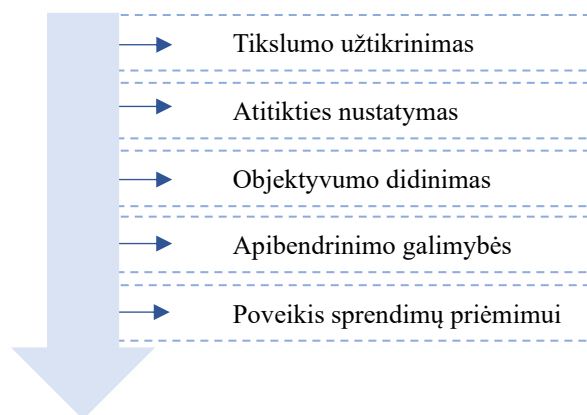 Tikslumo užtikrinimas
Atitikties nustatymas
Objektyvumo didinimas
Apibendrinimo galimybės
Poveikis sprendimų priėmimui